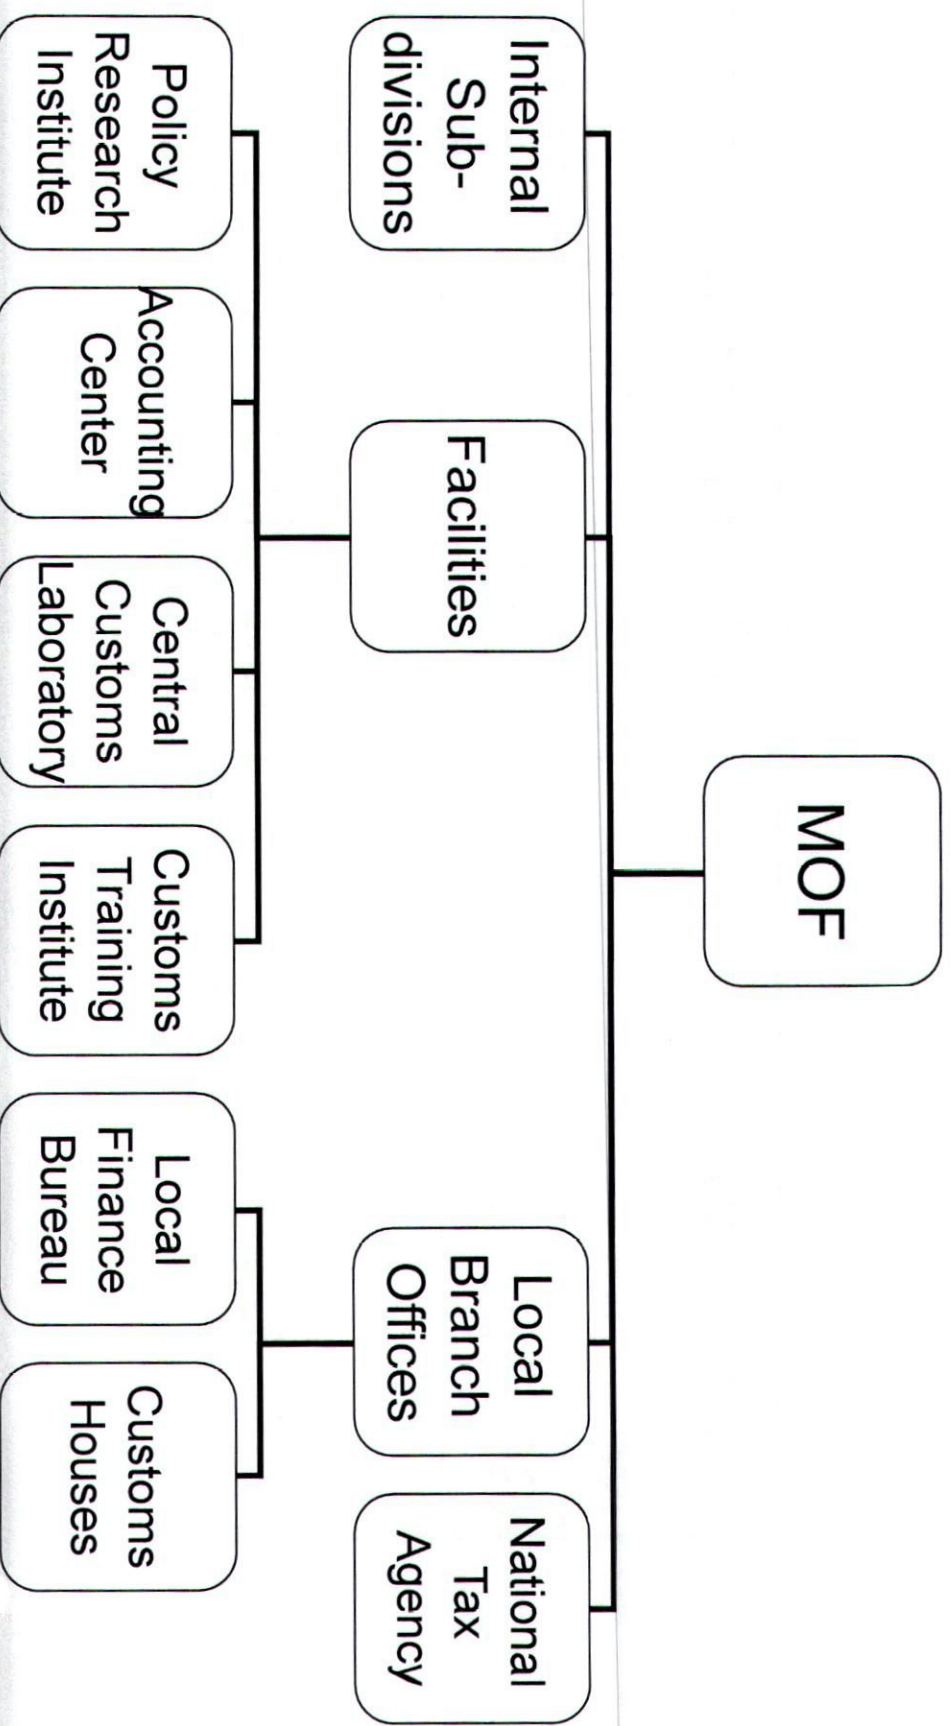 MOF
Internal
Sub-
divisions
Facilities
Local
Branch
Offices
National
Tax
Agency
Policy
Research
Institute
Accounting
Center
Central
Customs
Laboratory
Customs
Training
Institute
Local
Finance
Bureau
Customs
Houses